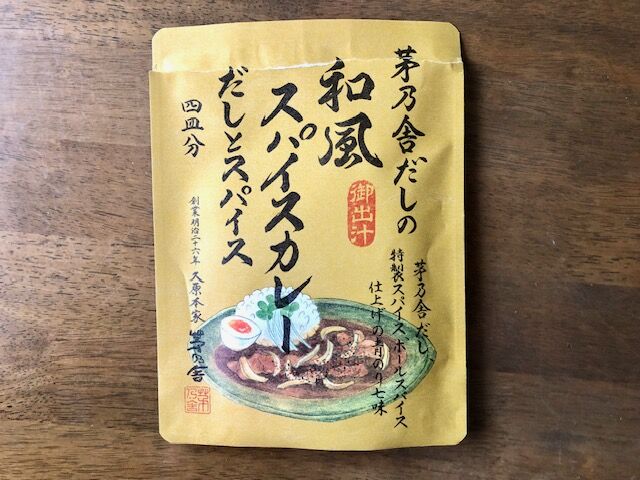 茅乃舎だしの
和風
スパイスカレー
だしとスパイス
四皿分
御出汁
茅乃舎だし
特製スパイス ホールスパイス
仕上げの青のり七味
創業明治二十六年 久原本家 茅乃舎